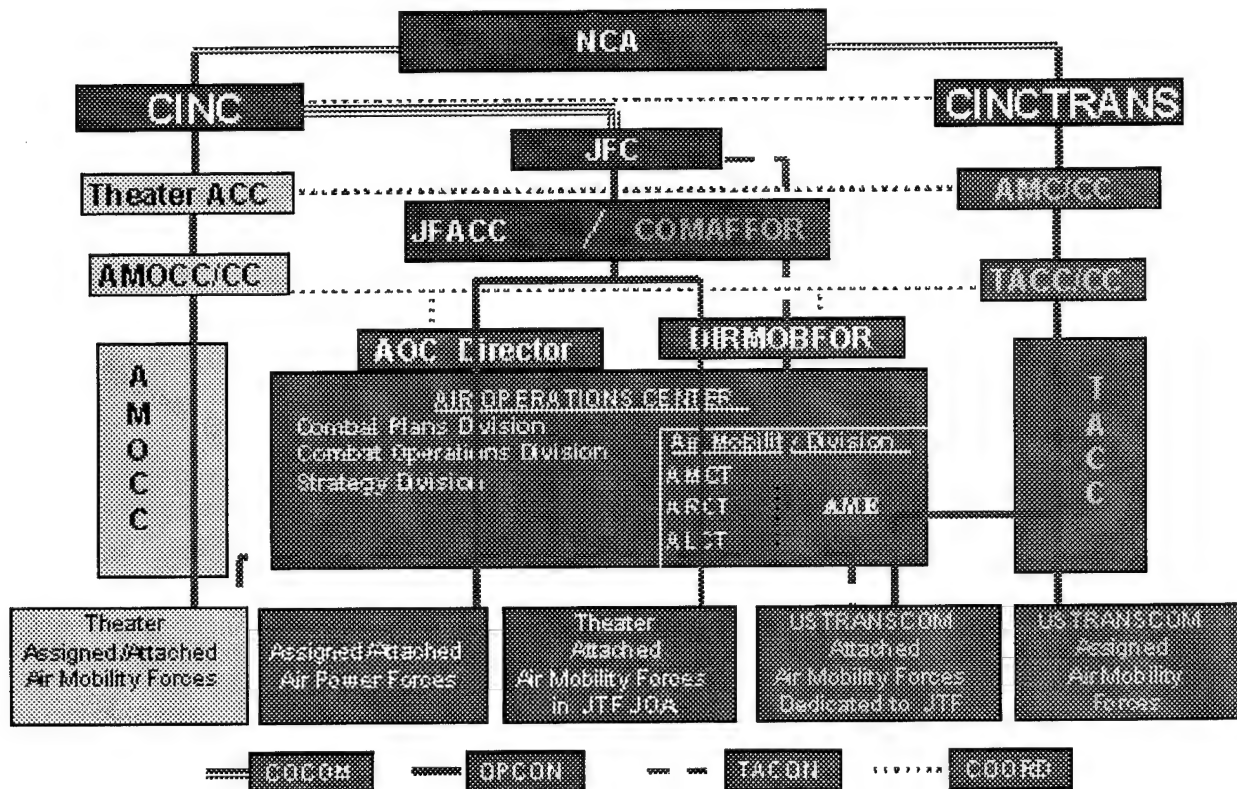 NCA
CINC
CINCTRANS
JFC
Theater ACC
AMC/CC
JFACC / COMAFFOR
AMOCC/CC
TACC/CC
AOC Director
DIRMOBFOR
AMOCC
AIR OPERATIONS CENTER
Combat Plans Division
Combat Operations Division
Strategy Division
Air Mobility Division
AMCT
ARCT
ALCT
AME
TACC
Theater
Assigned/Attached
Air Mobility Forces
Assigned/Attached
Air Power Forces
Theater
Attached
Air Mobility Forces
in JTF JOA
USTRANSCOM
Attached
Air Mobility Forces
Dedicated to JTF
USTRANSCOM
Assigned
Air Mobility
Forces
COCOM
OPCON
TACON
COORD